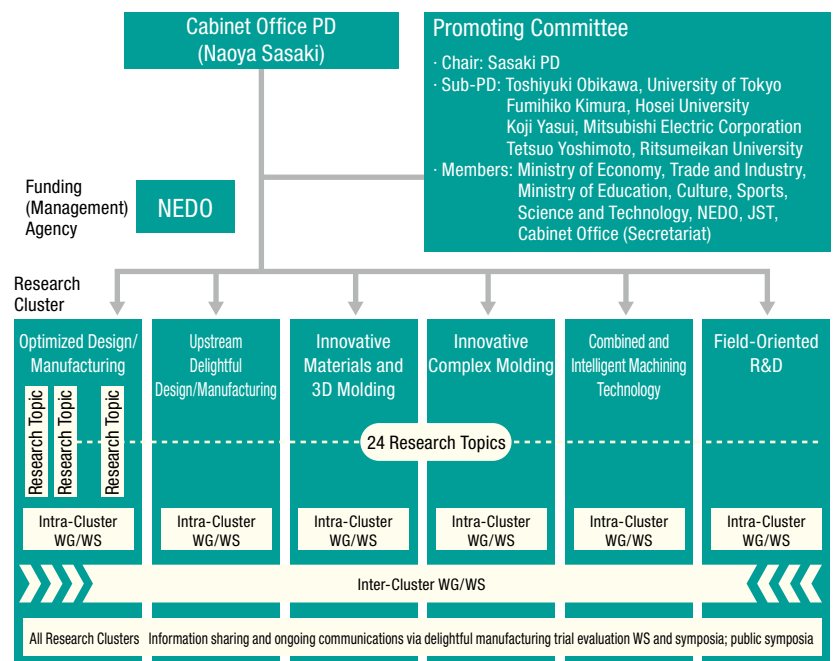 Cabinet Office PD
(Naoya Sasaki)
Promoting Committee
· Chair: Sasaki PD
· Sub-PD: Toshiyuki Obikawa, University of Tokyo
Fumihiko Kimura, Hosei University
Koji Yasui, Mitsubishi Electric Corporation
Tetsuo Yoshimoto, Ritsumeikan University
· Members: Ministry of Economy, Trade and Industry,
Ministry of Education, Culture, Sports,
Science and Technology, NEDO, JST,
Cabinet Office (Secretariat)
Funding
(Management)
Agency
NEDO
Research
Cluster
Optimized Design/
Manufacturing
Upstream
Delightful
Design/Manufacturing
Innovative
Materials and
3D Molding
Innovative
Complex Molding
Combined and
Intelligent Machining
Technology
Field-Oriented
R&D
Research Topic
Research Topic
Research Topic
24 Research Topics
Intra-Cluster
WG/WS
Intra-Cluster
WG/WS
Intra-Cluster
WG/WS
Intra-Cluster
WG/WS
Intra-Cluster
WG/WS
Intra-Cluster
WG/WS
Inter-Cluster WG/WS
All Research Clusters Information sharing and ongoing communications via delightful manufacturing trial evaluation WS and symposia; public symposia